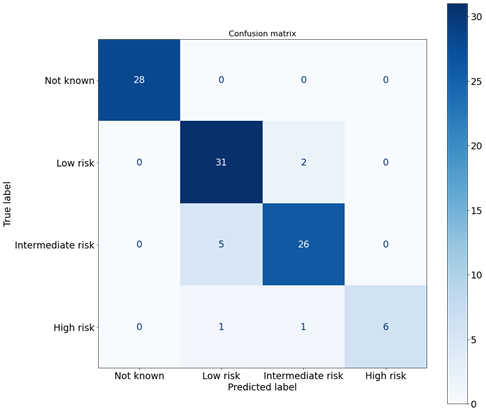 Confusion matrix
Not known 28 0 0 0
Low risk 0 31 2 0
Intermediate risk 0 5 26 0
High risk 0 1 1 6
Not known Low risk Intermediate risk High risk
Predicted label
True label
30
25
20
15
10
5
0